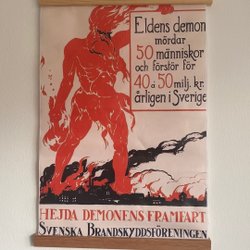 Eldens demon
mördar
50 människor
och förstör för
40 à 50 milj. kr.
årligen i Sverige
HEJDA DEMONENS FRAMFART
SVENSKA BRANDSKYDDSFÖRENINGEN